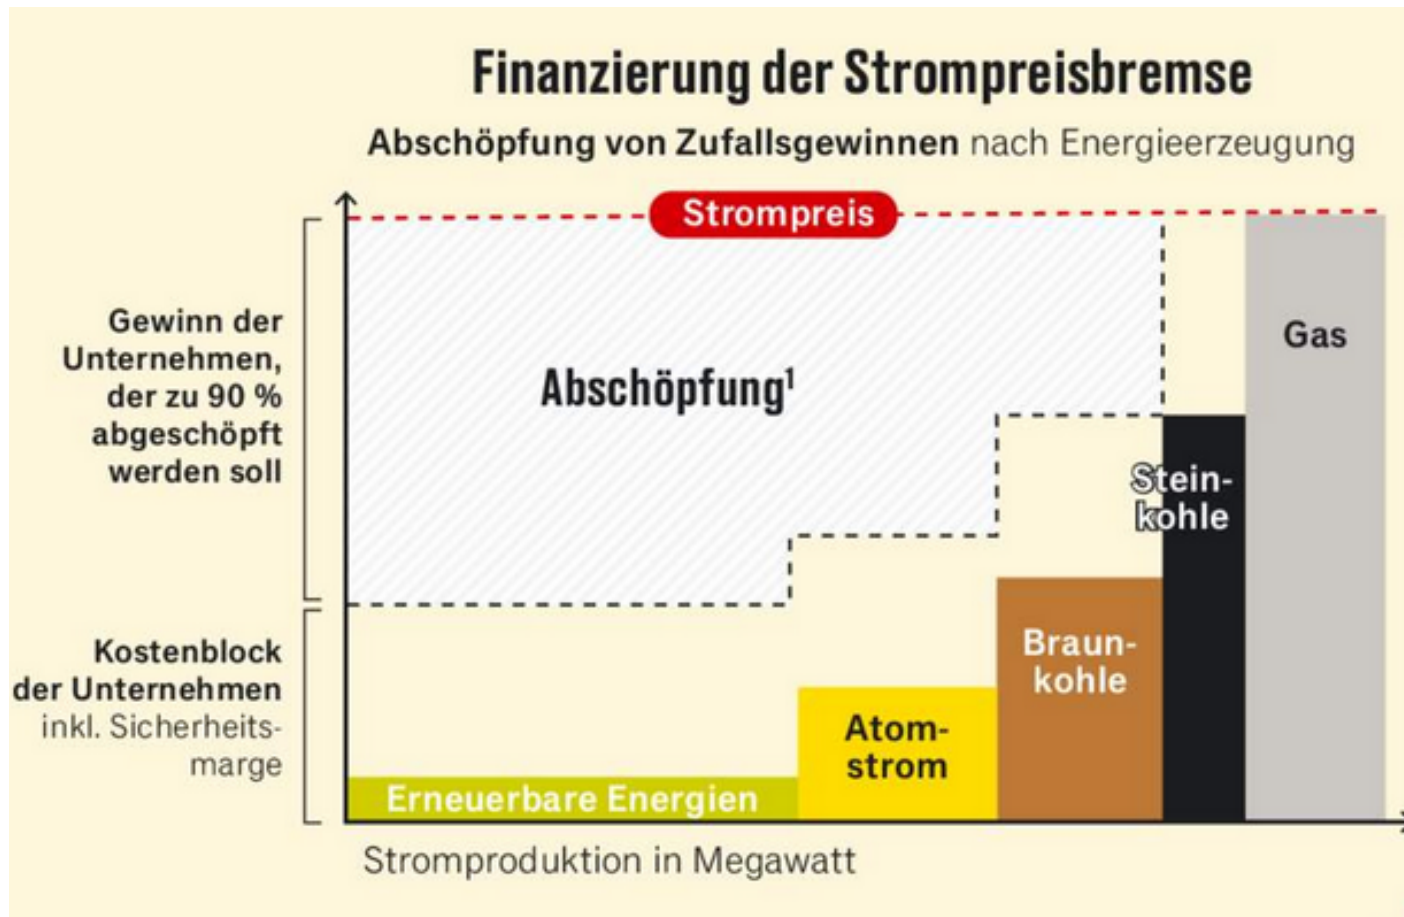 Finanzierung der Strompreisbremse
Abschöpfung von Zufallsgewinnen nach Energieerzeugung
Strompreis
Gewinn der
Unternehmen,
der zu 90 %
abgeschöpft
werden soll
Abschöpfung¹
Gas
Stein-
kohle
Kostenblock
der Unternehmen
inkl. Sicherheits-
marge
Braun-
kohle
Atom-
strom
Erneuerbare Energien
Stromproduktion in Megawatt